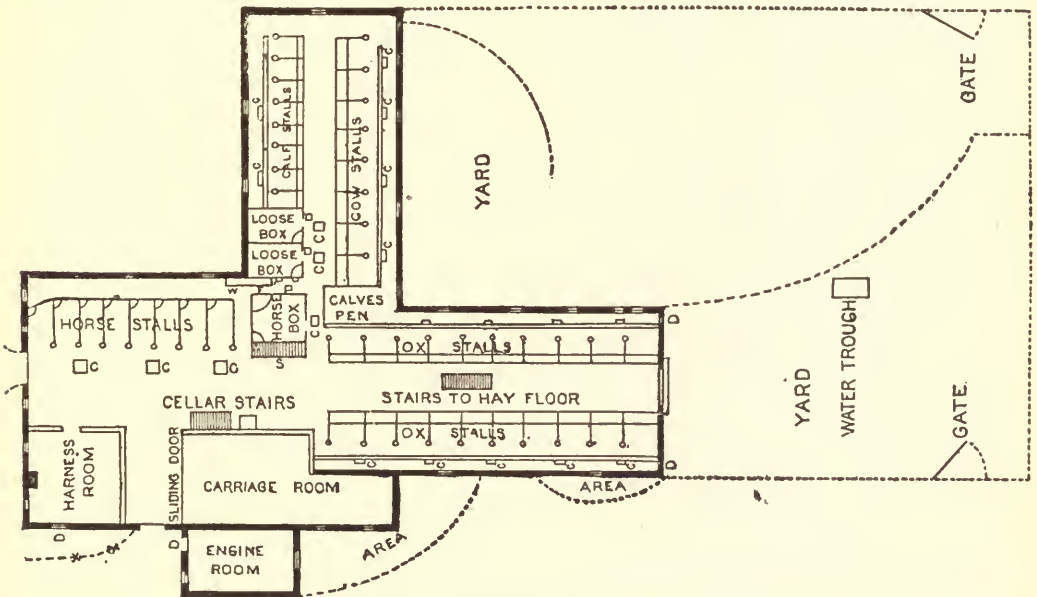 CALF STALLS
COW STALLS
C
C
C
C
C
C
LOOSE
BOX
LOOSE
BOX
C
C
W
P
HORSE
BOX
C
S
CALVES
PEN
HORSE STALLS
C
C
C
OX STALLS
STAIRS TO HAY FLOOR
OX STALLS
C
C
C
C
C
CELLAR STAIRS
HARNESS
ROOM
SLIDING DOOR
CARRIAGE ROOM
ENGINE
ROOM
D
D
AREA
AREA
D
D
YARD
YARD
WATER TROUGH
GATE
GATE